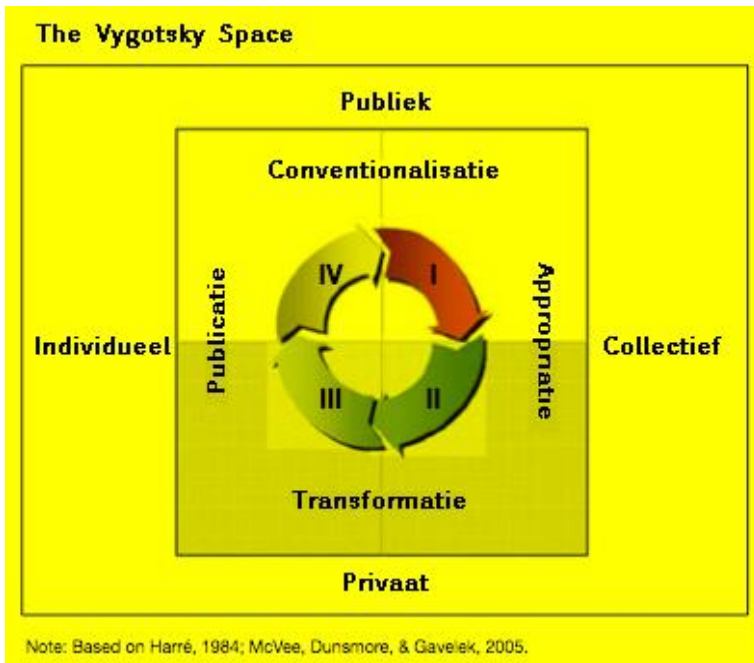 The Vygotsky Space
Publiek
Conventionalisatie
IV
I
Publicatie
Appropriatie
Individueel
Collectief
III
II
Transformatie
Privaat
Note: Based on Harré, 1984; McVee, Dunsmore, & Gavelek, 2005.